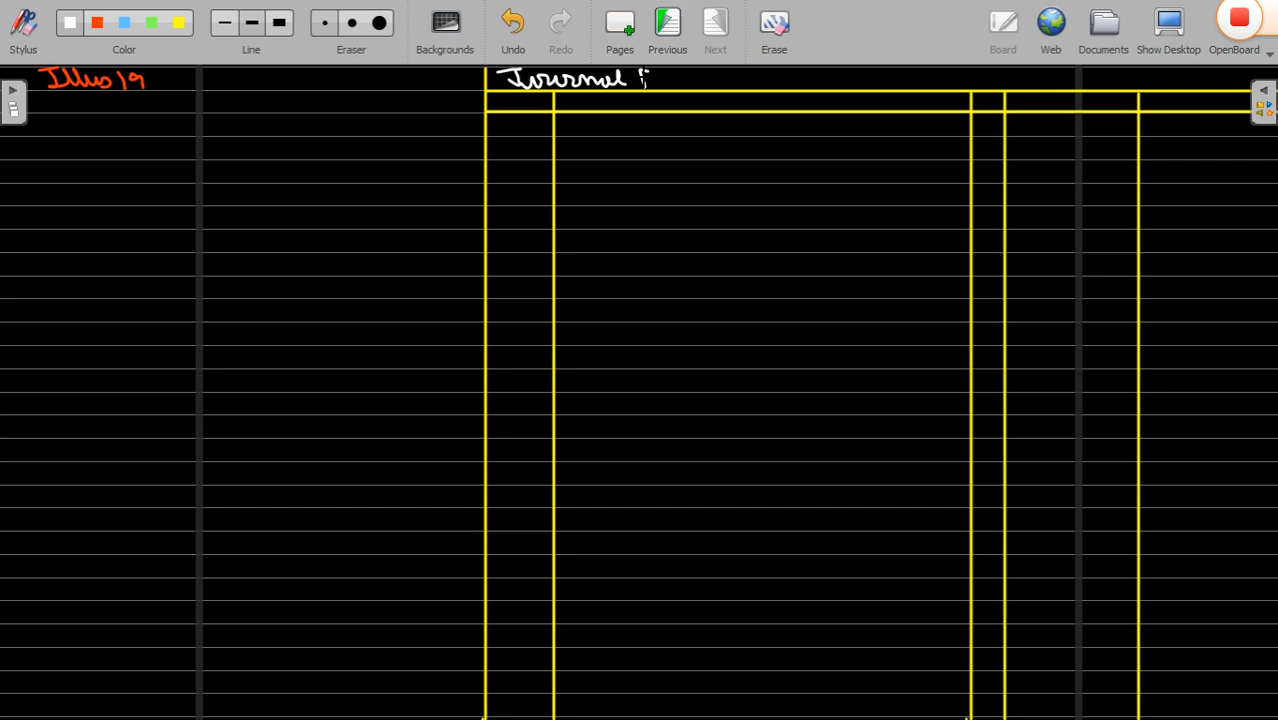 Stylus Color Line Eraser Backgrounds Undo Redo Pages Previous Next Erase Board Web Documents Show Desktop OpenBoard
Illus 19 Journal